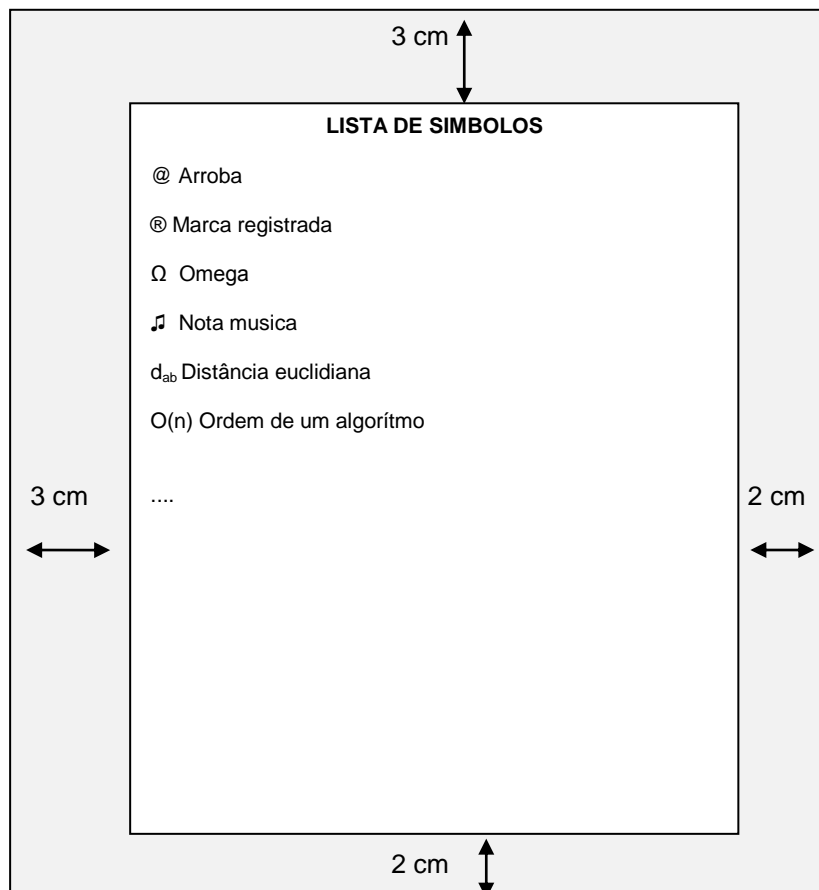 3 cm
LISTA DE SIMBOLOS
@ Arroba
® Marca registrada
Ω Omega
♫ Nota musica
dab Distância euclidiana
O(n) Ordem de um algorítmo
3 cm
....
2 cm
2 cm